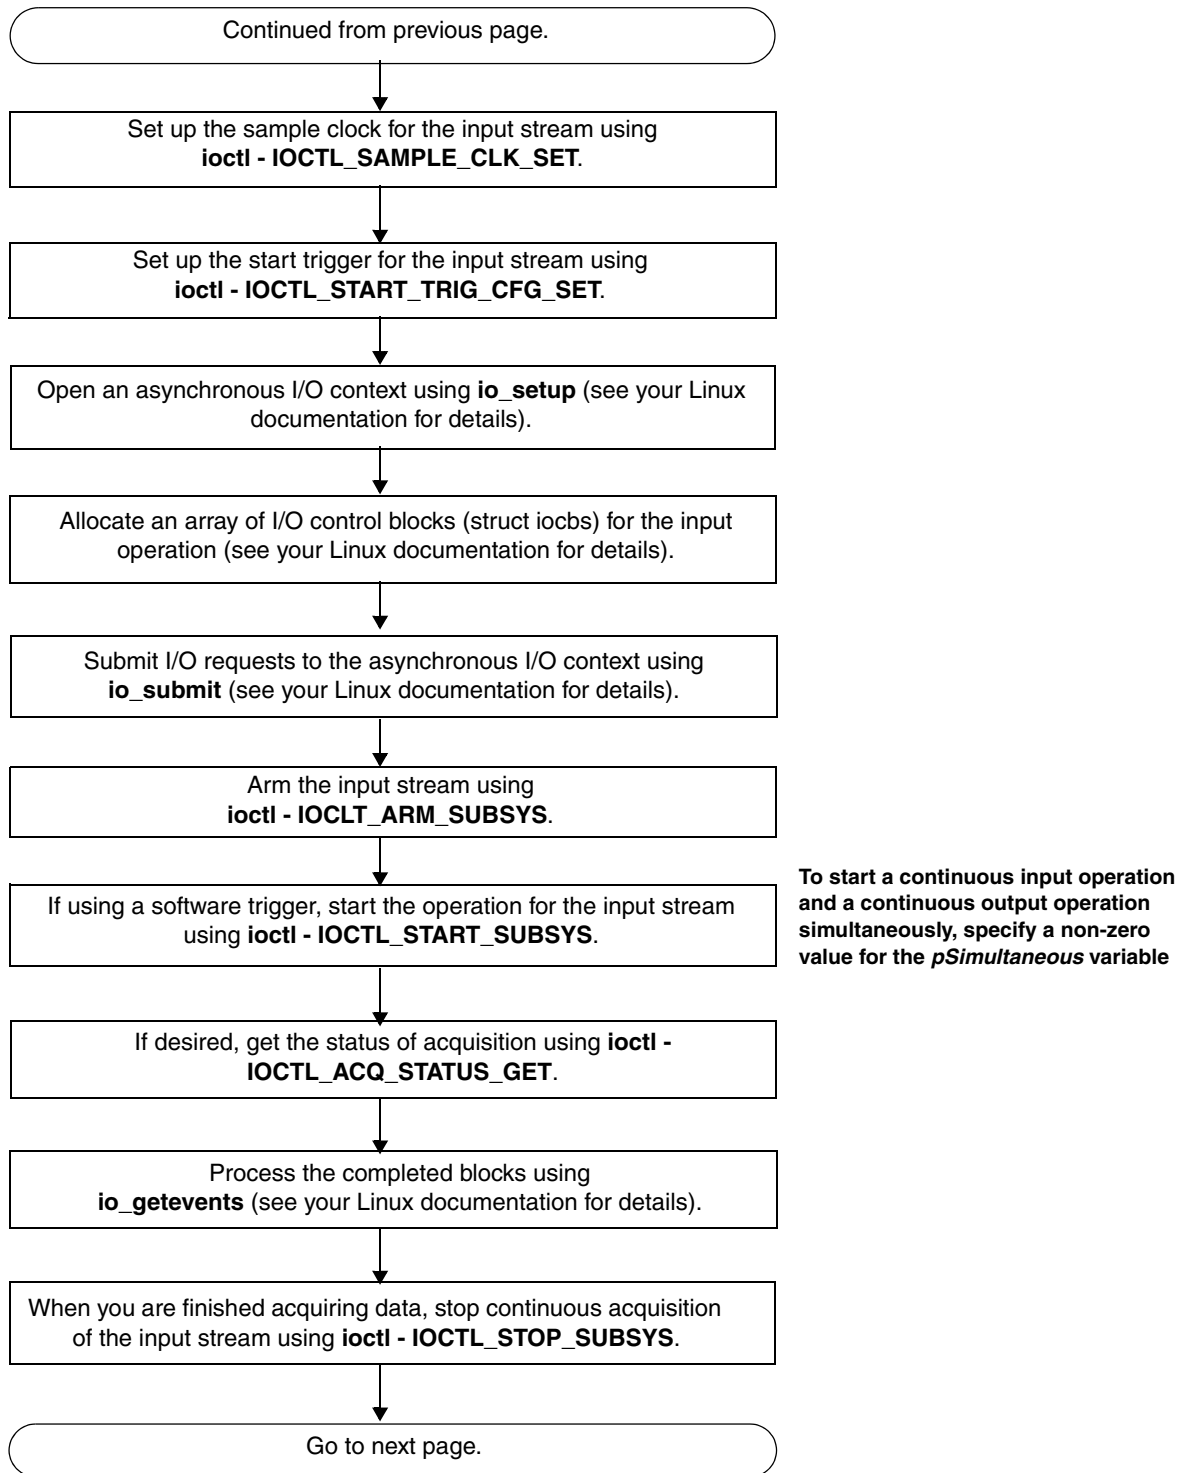 Continued from previous page.
Set up the sample clock for the input stream using
ioctl - IOCTL_SAMPLE_CLK_SET.
Set up the start trigger for the input stream using
ioctl - IOCTL_START_TRIG_CFG_SET.
Open an asynchronous I/O context using io_setup (see your Linux
documentation for details).
Allocate an array of I/O control blocks (struct iocbs) for the input
operation (see your Linux documentation for details).
Submit I/O requests to the asynchronous I/O context using
io_submit (see your Linux documentation for details).
Arm the input stream using
ioctl - IOCLT_ARM_SUBSYS.
If using a software trigger, start the operation for the input stream
using ioctl - IOCTL_START_SUBSYS.
To start a continuous input operation
and a continuous output operation
simultaneously, specify a non-zero
value for the pSimultaneous variable
If desired, get the status of acquisition using ioctl -
IOCTL_ACQ_STATUS_GET.
Process the completed blocks using
io_getevents (see your Linux documentation for details).
When you are finished acquiring data, stop continuous acquisition
of the input stream using ioctl - IOCTL_STOP_SUBSYS.
Go to next page.